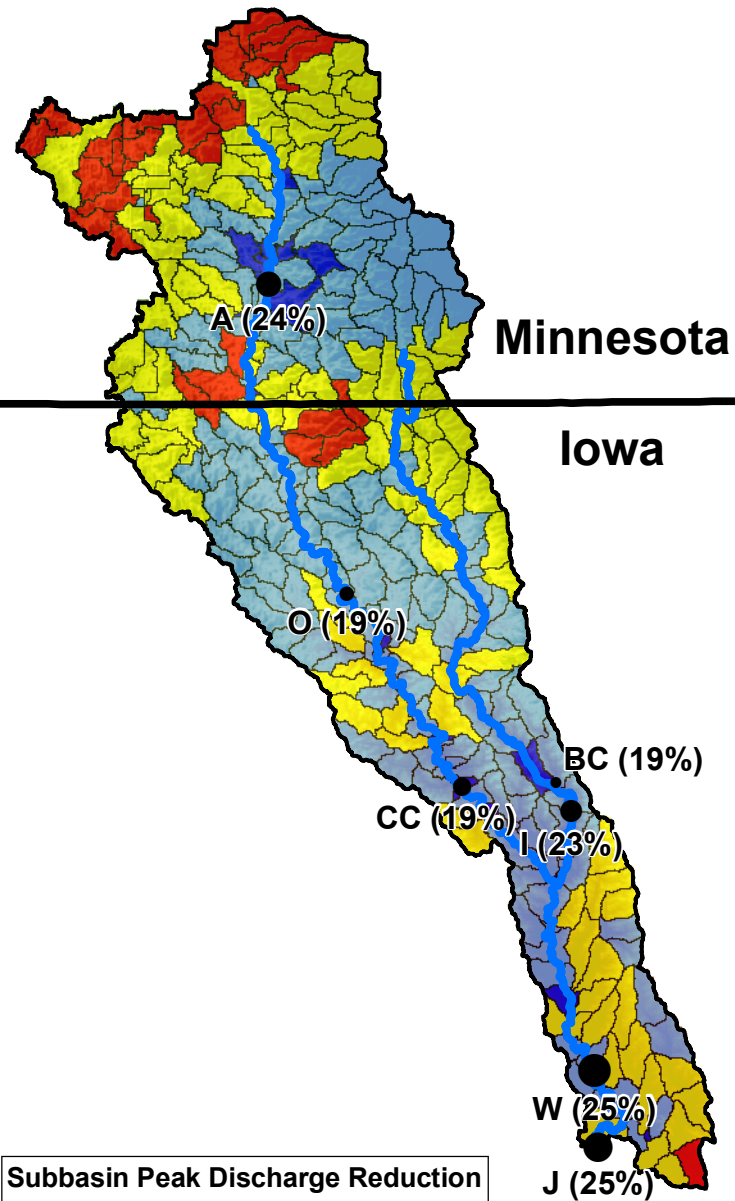 A (24%)
Minnesota
Iowa
O (19%)
BC (19%)
CC (19%)
I (23%)
W (25%)
J (25%)
Subbasin Peak Discharge Reduction